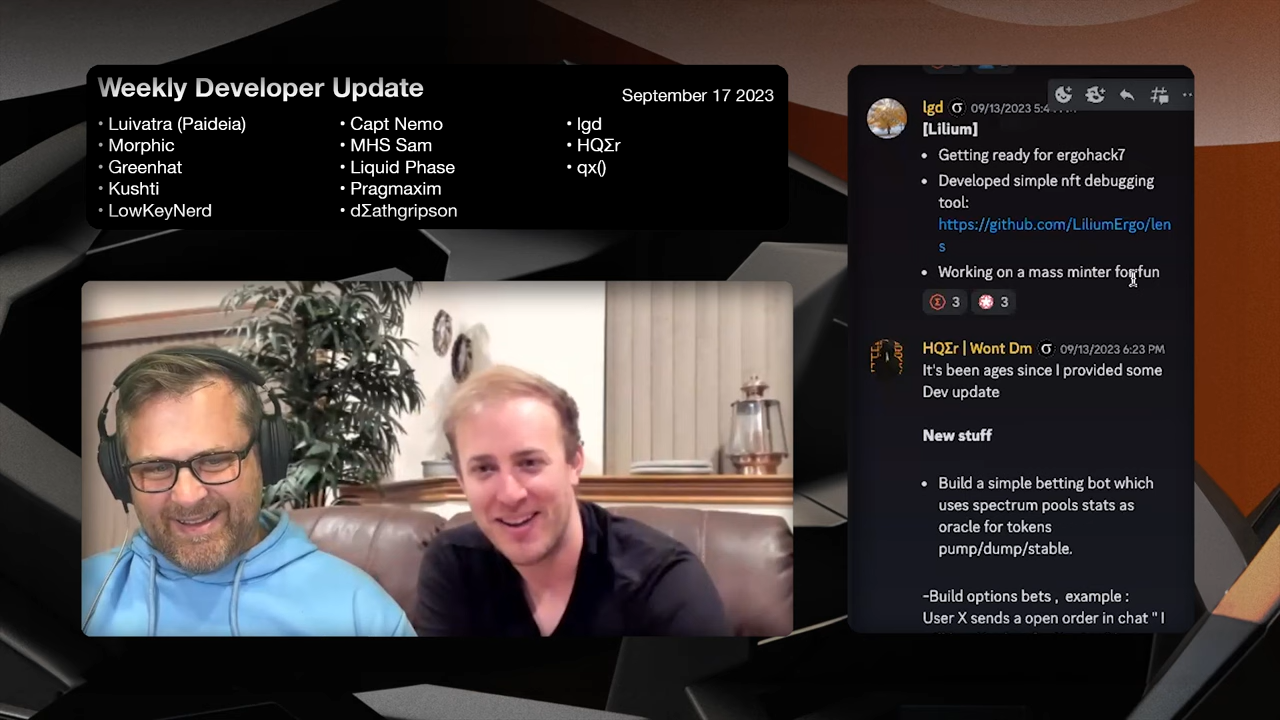 Weekly Developer Update
September 17 2023
• Luivatra (Paideia)
• Morphic
• Greenhat
• Kushti
• LowKeyNerd
• Capt Nemo
• MHS Sam
• Liquid Phase
• Pragmaxim
• dΣathgripson
• lgd
• HQΣr
• qx()
lgd σ 09/13/2023
[Lilium]
• Getting ready for ergohack7
• Developed simple nft debugging
tool:
https://github.com/LiliumErgo/len
s
• Working on a mass minter for fun
3 3
HQΣr | Wont Dm σ 09/13/2023 6:23 PM
It's been ages since I provided some
Dev update
New stuff
• Build a simple betting bot which
uses spectrum pools stats as
oracle for tokens
pump/dump/stable.
-Build options bets , example :
User X sends a open order in chat " I